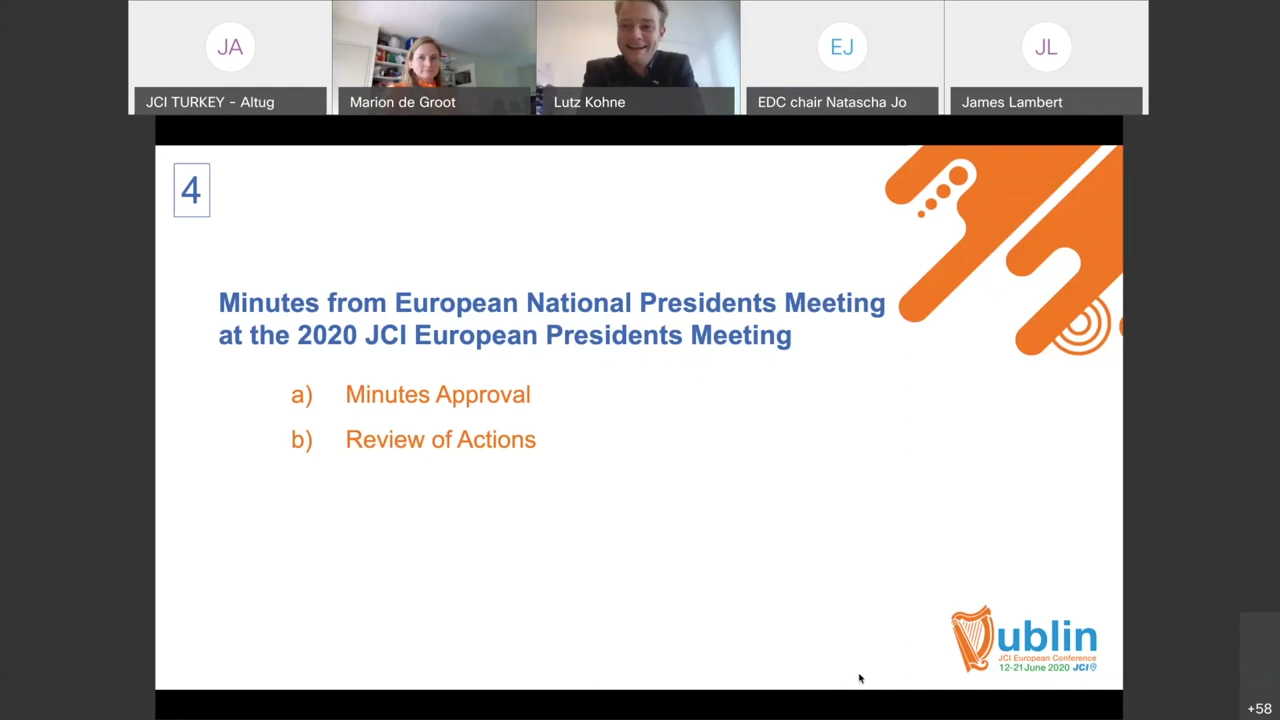 JA
EJ
JL
JCI TURKEY - Altug
Marion de Groot
Lutz Kohne
EDC chair Natascha Jo
James Lambert
4
Minutes from European National Presidents Meeting
at the 2020 JCI European Presidents Meeting
a) Minutes Approval
b) Review of Actions
Dublin
JCI European Conference
12-21 June 2020 JCI
+58